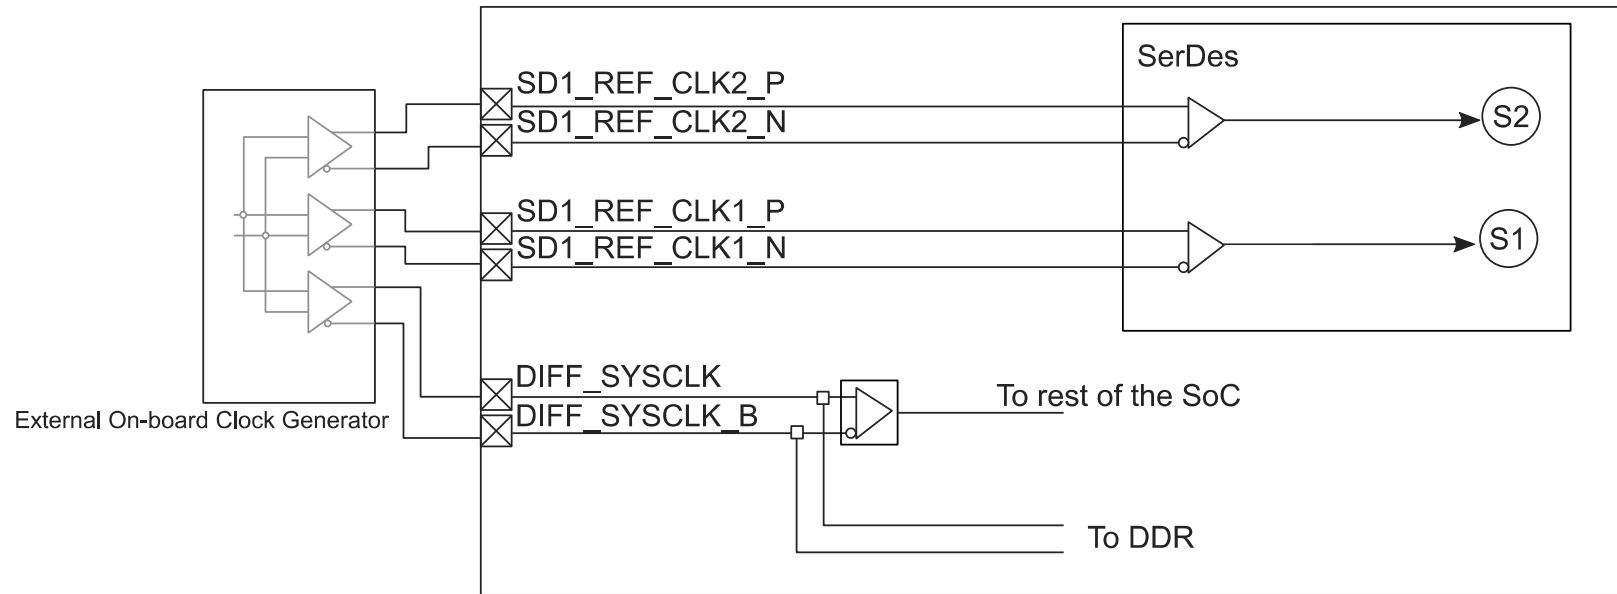 SerDes
SD1_REF_CLK2_P
SD1_REF_CLK2_N
S2
SD1_REF_CLK1_P
SD1_REF_CLK1_N
S1
DIFF_SYSCLK
DIFF_SYSCLK_B
To rest of the SoC
External On-board Clock Generator
To DDR